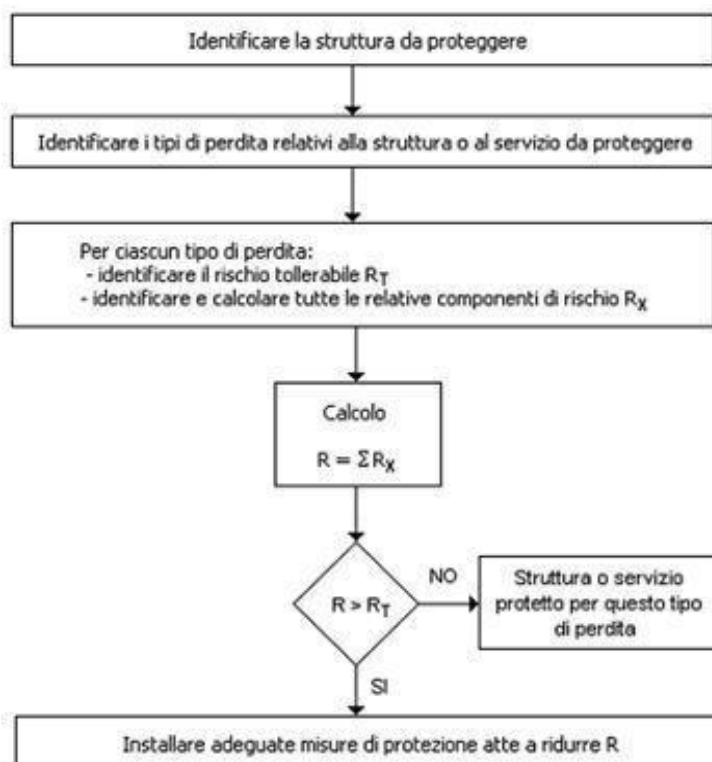 Identificare la struttura da proteggere
Identificare i tipi di perdita relativi alla struttura o al servizio da proteggere
Per ciascun tipo di perdita:
- identificare il rischio tollerabile RT
- identificare e calcolare tutte le relative componenti di rischio RX
Calcolo
R = ΣRX
R > RT
NO
Struttura o servizio
protetto per questo tipo
di perdita
SI
Installare adeguate misure di protezione atte a ridurre R